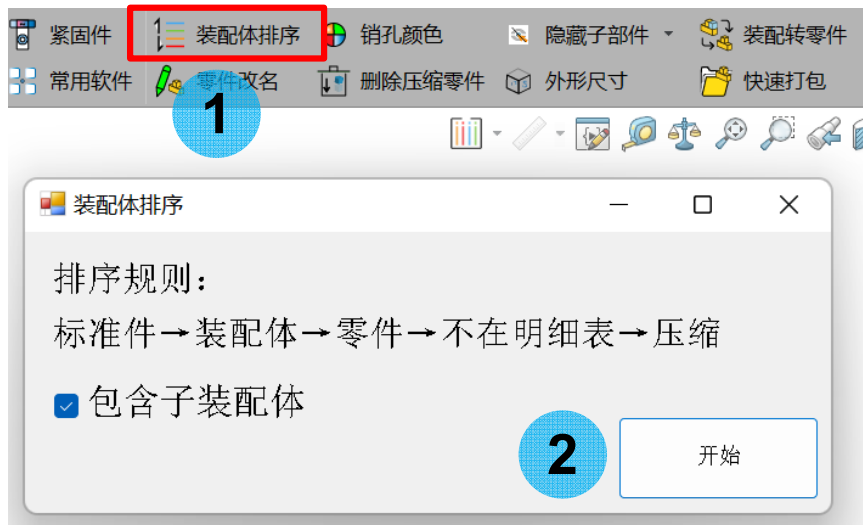 紧固件 装配体排序 销孔颜色 隐藏子部件 装配转零件
常用软件 零件改名 删除压缩零件 外形尺寸 快速打包
1
装配体排序
排序规则：
标准件→装配体→零件→不在明细表→压缩
包含子装配体
2
开始